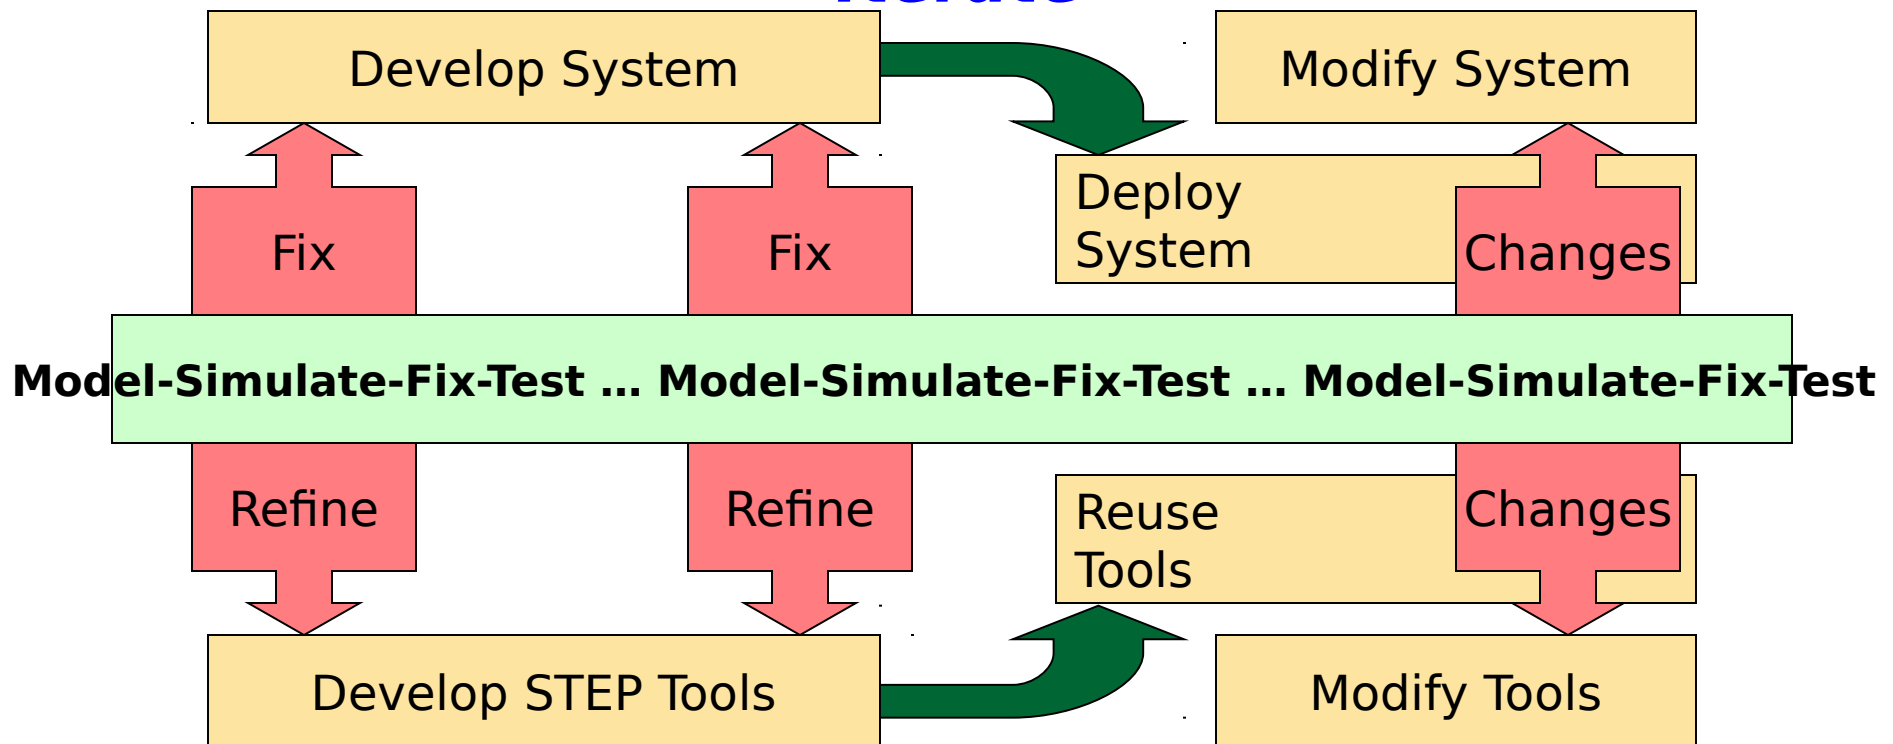 Iterate
Develop System
Modify System
Deploy
System
Fix
Fix
Changes
Model-Simulate-Fix-Test ... Model-Simulate-Fix-Test ... Model-Simulate-Fix-Test
Refine
Refine
Reuse
Tools
Changes
Develop STEP Tools
Modify Tools